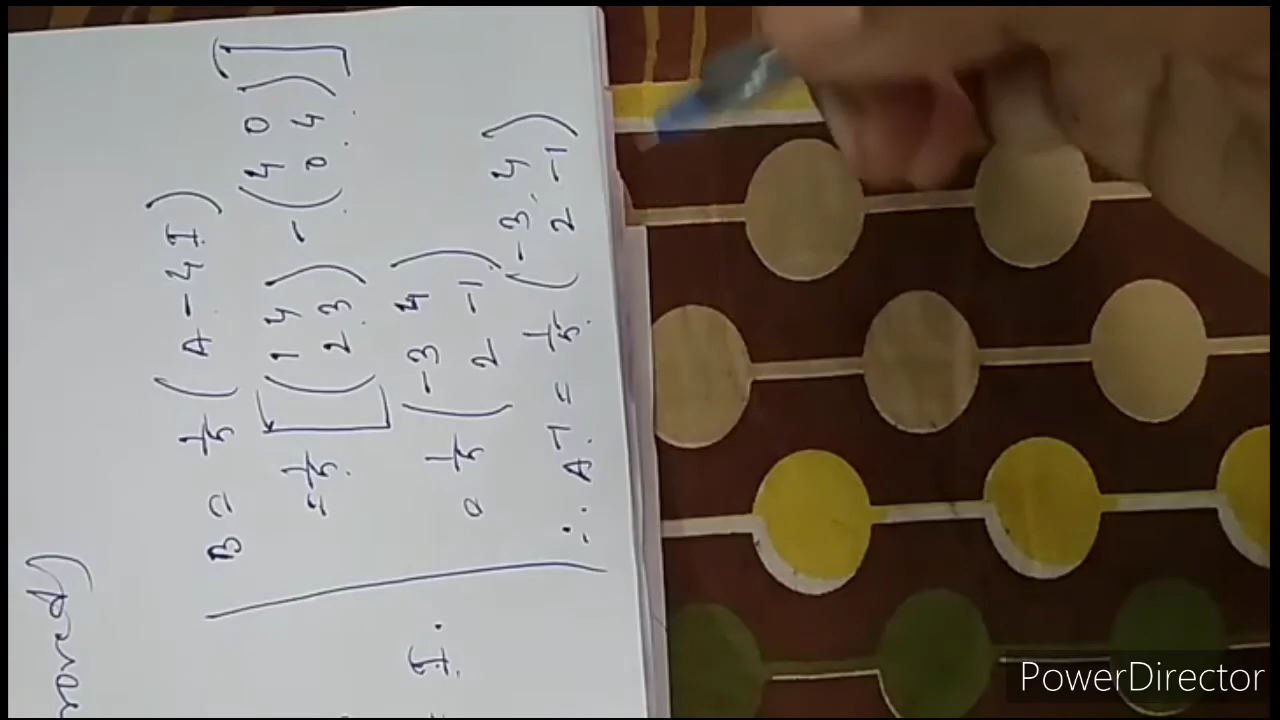 B = 1/5 (A - 4I)
= 1/5 [(1 4
2 3) - (4 0
0 4)]
= 1/5 (-3 4
2 -1)
∴ A⁻¹ = 1/5 (-3 4
2 -1)
I.
PowerDirector